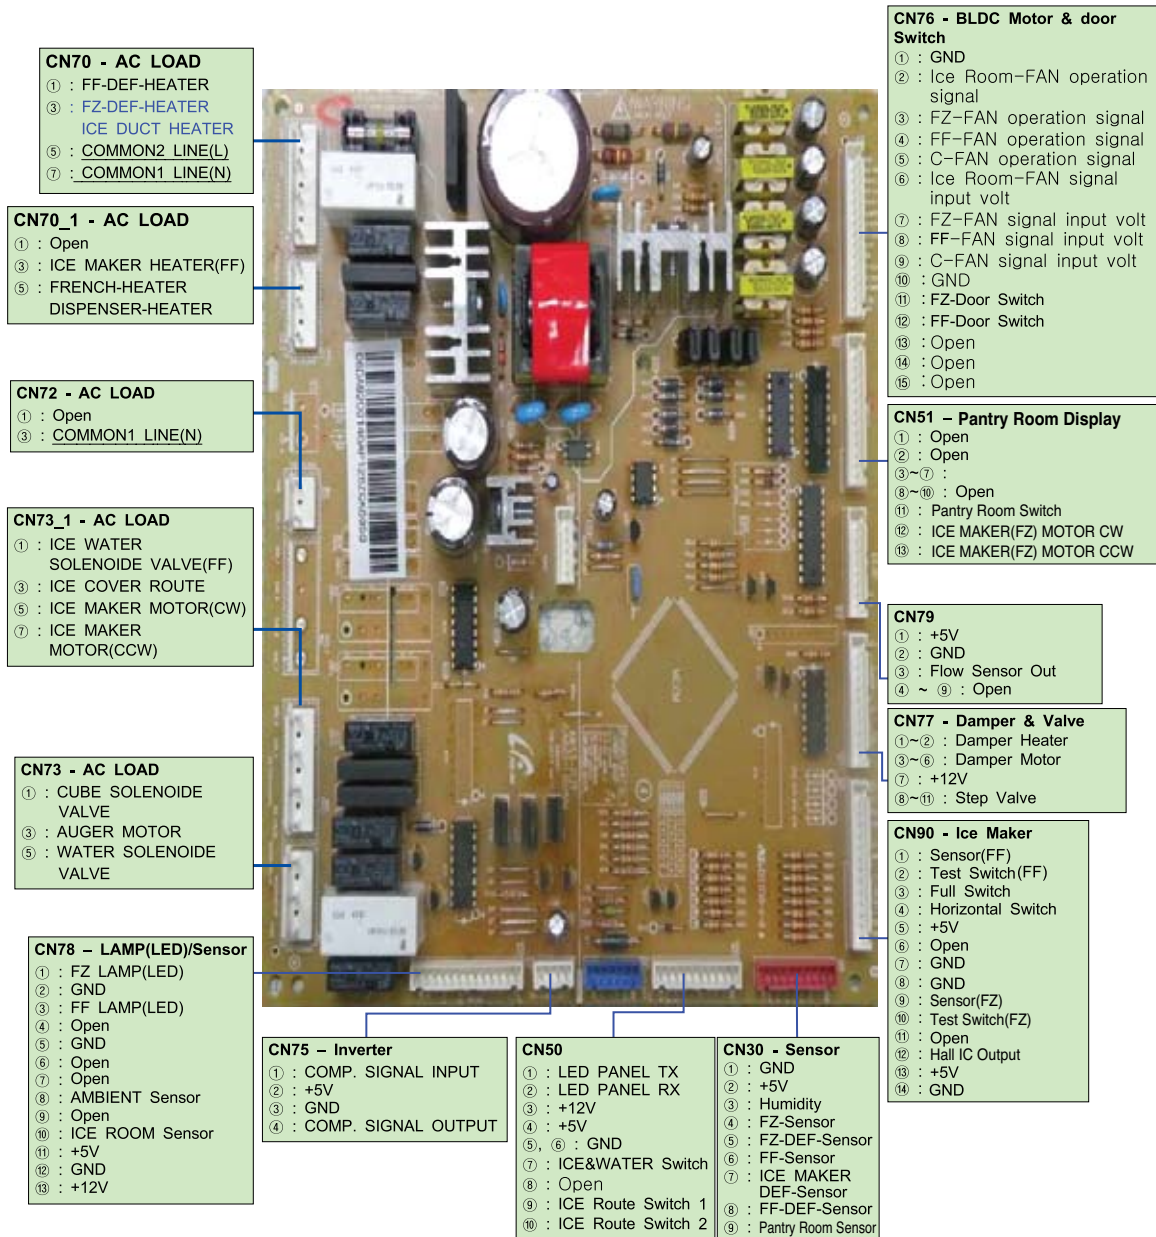 CN70 - AC LOAD
① : FF-DEF-HEATER
③ : FZ-DEF-HEATER
ICE DUCT HEATER
⑤ : COMMON2 LINE(L)
⑦ : COMMON1 LINE(N)
CN70_1 - AC LOAD
① : Open
③ : ICE MAKER HEATER(FF)
⑤ : FRENCH-HEATER
DISPENSER-HEATER
CN72 - AC LOAD
① : Open
③ : COMMON1 LINE(N)
CN73_1 - AC LOAD
① : ICE WATER
SOLENOIDE VALVE(FF)
③ : ICE COVER ROUTE
⑤ : ICE MAKER MOTOR(CW)
⑦ : ICE MAKER
MOTOR(CCW)
CN73 - AC LOAD
① : CUBE SOLENOIDE
VALVE
③ : AUGER MOTOR
⑤ : WATER SOLENOIDE
VALVE
CN78 – LAMP(LED)/Sensor
① : FZ LAMP(LED)
② : GND
③ : FF LAMP(LED)
④ : Open
⑤ : GND
⑥ : Open
⑦ : Open
⑧ : AMBIENT Sensor
⑨ : Open
⑩ : ICE ROOM Sensor
⑪ : +5V
⑫ : GND
⑬ : +12V
WARNING
CN75 – Inverter
① : COMP. SIGNAL INPUT
② : +5V
③ : GND
④ : COMP. SIGNAL OUTPUT
CN50
① : LED PANEL TX
② : LED PANEL RX
③ : +12V
④ : +5V
⑤, ⑥ : GND
⑦ : ICE&WATER Switch
⑧ : Open
⑨ : ICE Route Switch 1
⑩ : ICE Route Switch 2
CN30 - Sensor
① : GND
② : +5V
③ : Humidity
④ : FZ-Sensor
⑤ : FZ-DEF-Sensor
⑥ : FF-Sensor
⑦ : ICE MAKER
DEF-Sensor
⑧ : FF-DEF-Sensor
⑨ : Pantry Room Sensor
CN76 - BLDC Motor & door
Switch
① : GND
② : Ice Room-FAN operation
signal
③ : FZ-FAN operation signal
④ : FF-FAN operation signal
⑤ : C-FAN operation signal
⑥ : Ice Room-FAN signal
input volt
⑦ : FZ-FAN signal input volt
⑧ : FF-FAN signal input volt
⑨ : C-FAN signal input volt
⑩ : GND
⑪ : FZ-Door Switch
⑫ : FF-Door Switch
⑬ : Open
⑭ : Open
⑮ : Open
CN51 – Pantry Room Display
① : Open
② : Open
③~⑦ :
⑧~⑩ : Open
⑪ : Pantry Room Switch
⑫ : ICE MAKER(FZ) MOTOR CW
⑬ : ICE MAKER(FZ) MOTOR CCW
CN79
① : +5V
② : GND
③ : Flow Sensor Out
④ ~ ⑨ : Open
CN77 - Damper & Valve
①~② : Damper Heater
③~⑥ : Damper Motor
⑦ : +12V
⑧~⑪ : Step Valve
CN90 - Ice Maker
① : Sensor(FF)
② : Test Switch(FF)
③ : Full Switch
④ : Horizontal Switch
⑤ : +5V
⑥ : Open
⑦ : GND
⑧ : GND
⑨ : Sensor(FZ)
⑩ : Test Switch(FZ)
⑪ : Open
⑫ : Hall IC Output
⑬ : +5V
⑭ : GND